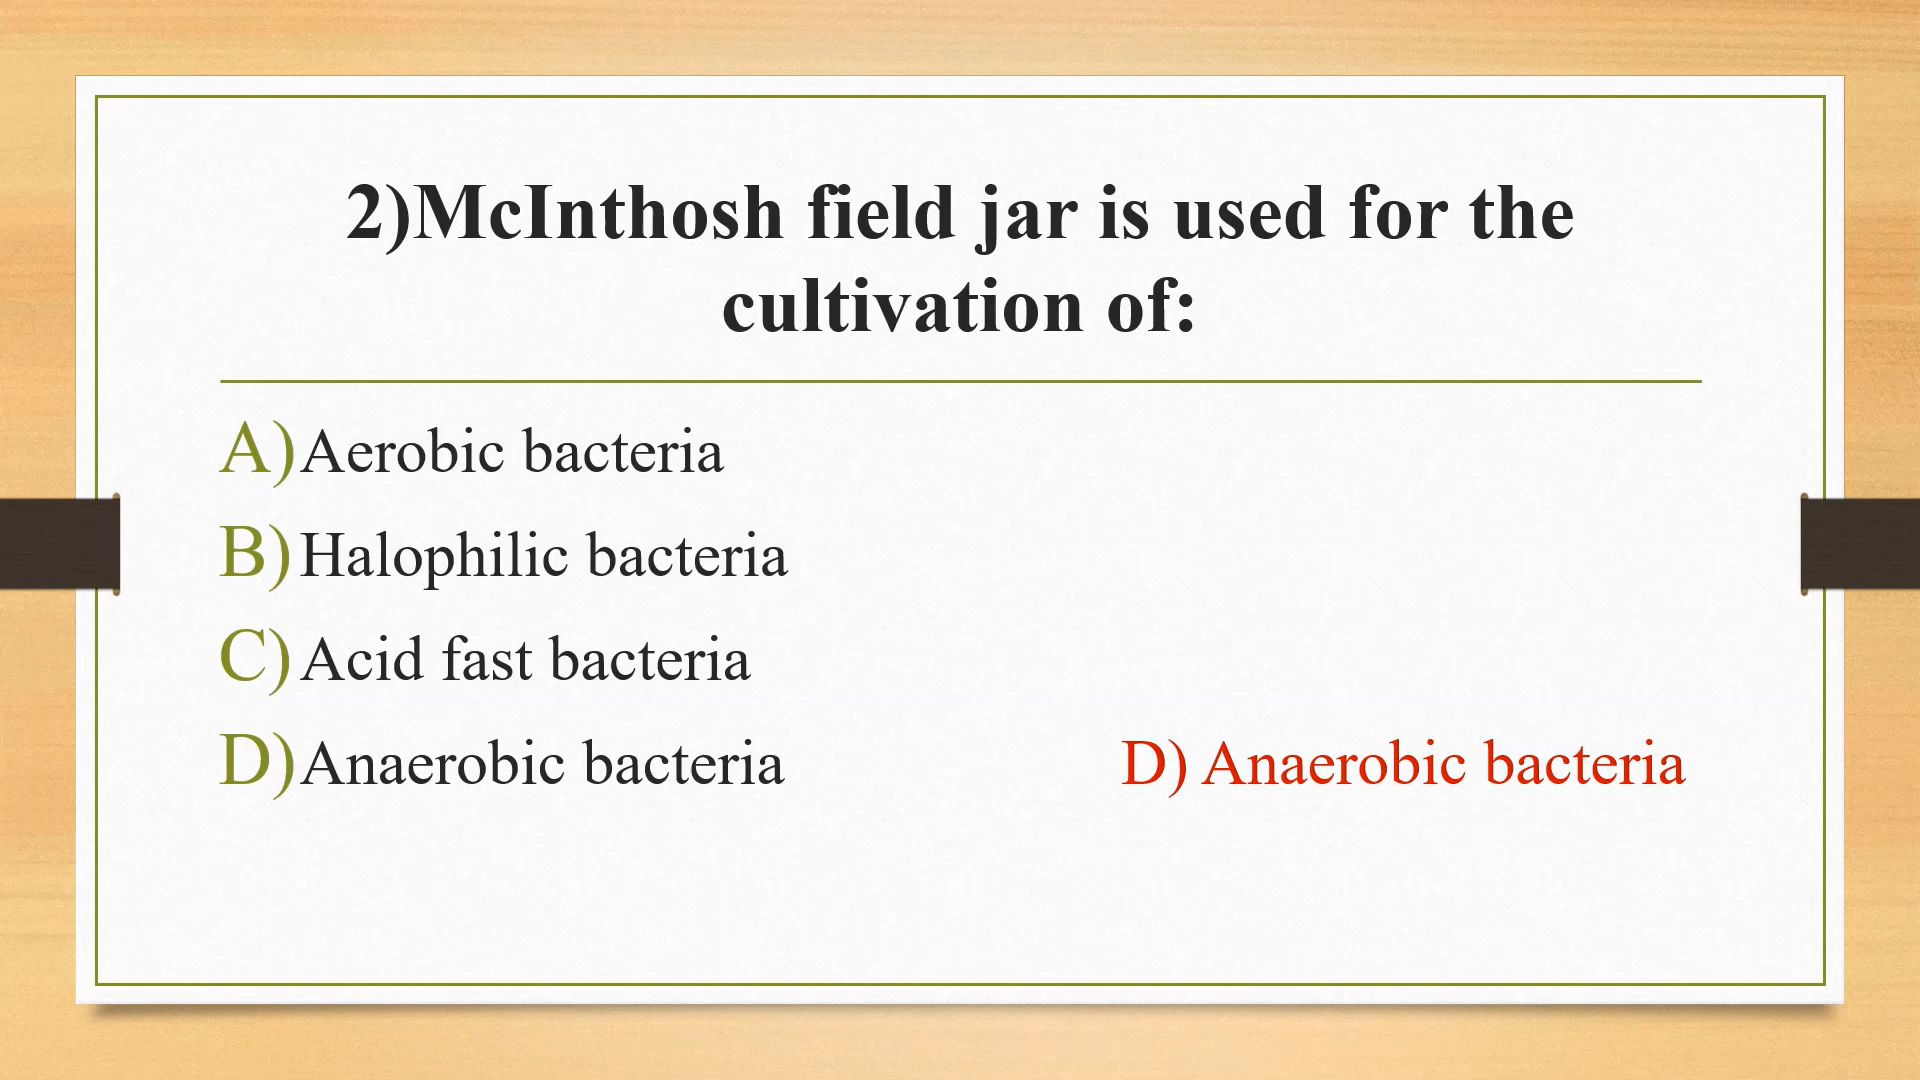 2)McInthosh field jar is used for the
cultivation of:
A)Aerobic bacteria
B)Halophilic bacteria
C)Acid fast bacteria
D)Anaerobic bacteria
D) Anaerobic bacteria